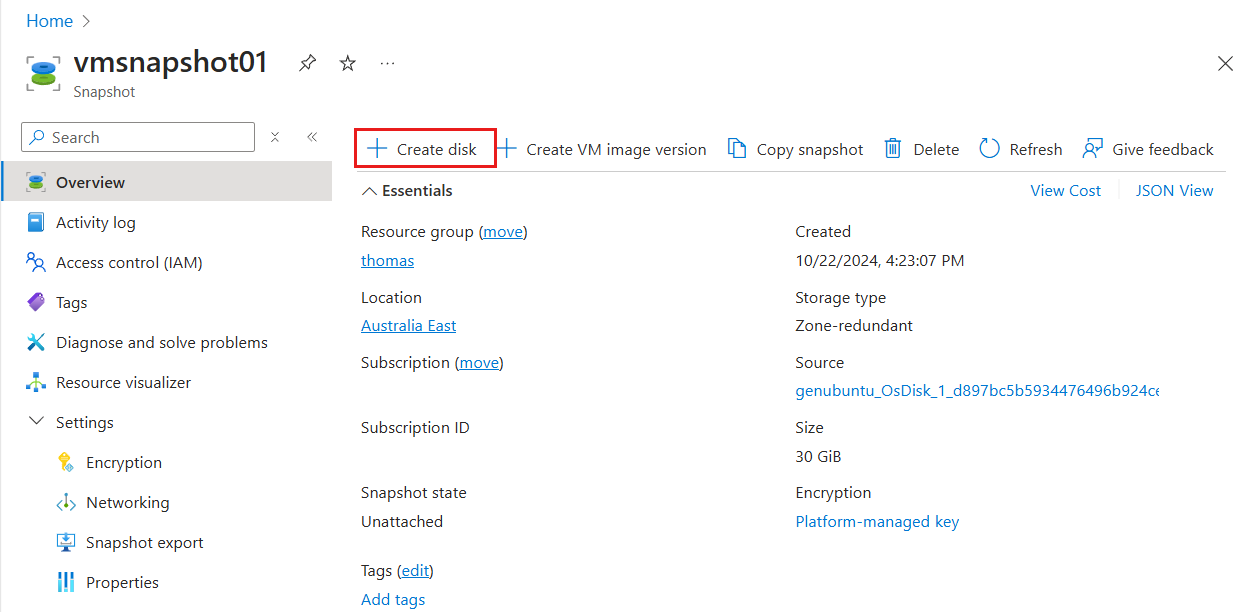 Home
vmsnapshot01
Snapshot
Search
Overview
Activity log
Access control (IAM)
Tags
Diagnose and solve problems
Resource visualizer
Settings
Encryption
Networking
Snapshot export
Properties
Create disk
Create VM image version
Copy snapshot
Delete
Refresh
Give feedback
Essentials
View Cost
JSON View
Resource group (move)
thomas
Location
Australia East
Subscription (move)
Subscription ID
Snapshot state
Unattached
Tags (edit)
Add tags
Created
10/22/2024, 4:23:07 PM
Storage type
Zone-redundant
Source
genubuntu_OsDisk_1_d897bc5b5934476496b924ce
Size
30 GiB
Encryption
Platform-managed key